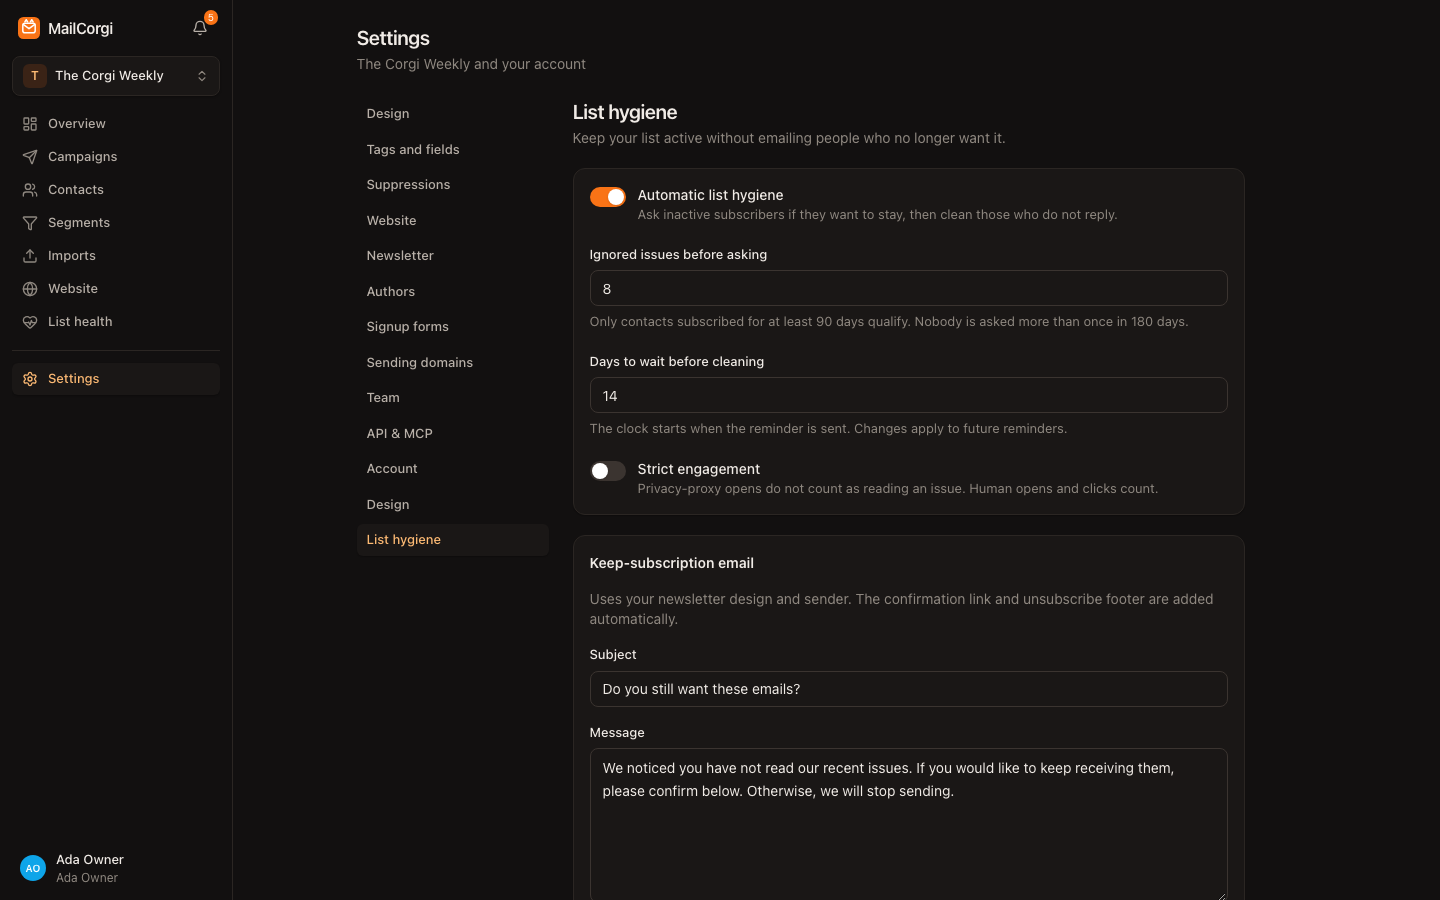 MailCorgi
5
T
The Corgi Weekly
Overview
Campaigns
Contacts
Segments
Imports
Website
List health
Settings
AO
Ada Owner
Ada Owner
Settings
The Corgi Weekly and your account
Design
Tags and fields
Suppressions
Website
Newsletter
Authors
Signup forms
Sending domains
Team
API & MCP
Account
Design
List hygiene
List hygiene
Keep your list active without emailing people who no longer want it.
Automatic list hygiene
Ask inactive subscribers if they want to stay, then clean those who do not reply.
Ignored issues before asking
8
Only contacts subscribed for at least 90 days qualify. Nobody is asked more than once in 180 days.
Days to wait before cleaning
14
The clock starts when the reminder is sent. Changes apply to future reminders.
Strict engagement
Privacy-proxy opens do not count as reading an issue. Human opens and clicks count.
Keep-subscription email
Uses your newsletter design and sender. The confirmation link and unsubscribe footer are added
automatically.
Subject
Do you still want these emails?
Message
We noticed you have not read our recent issues. If you would like to keep receiving them,
please confirm below. Otherwise, we will stop sending.